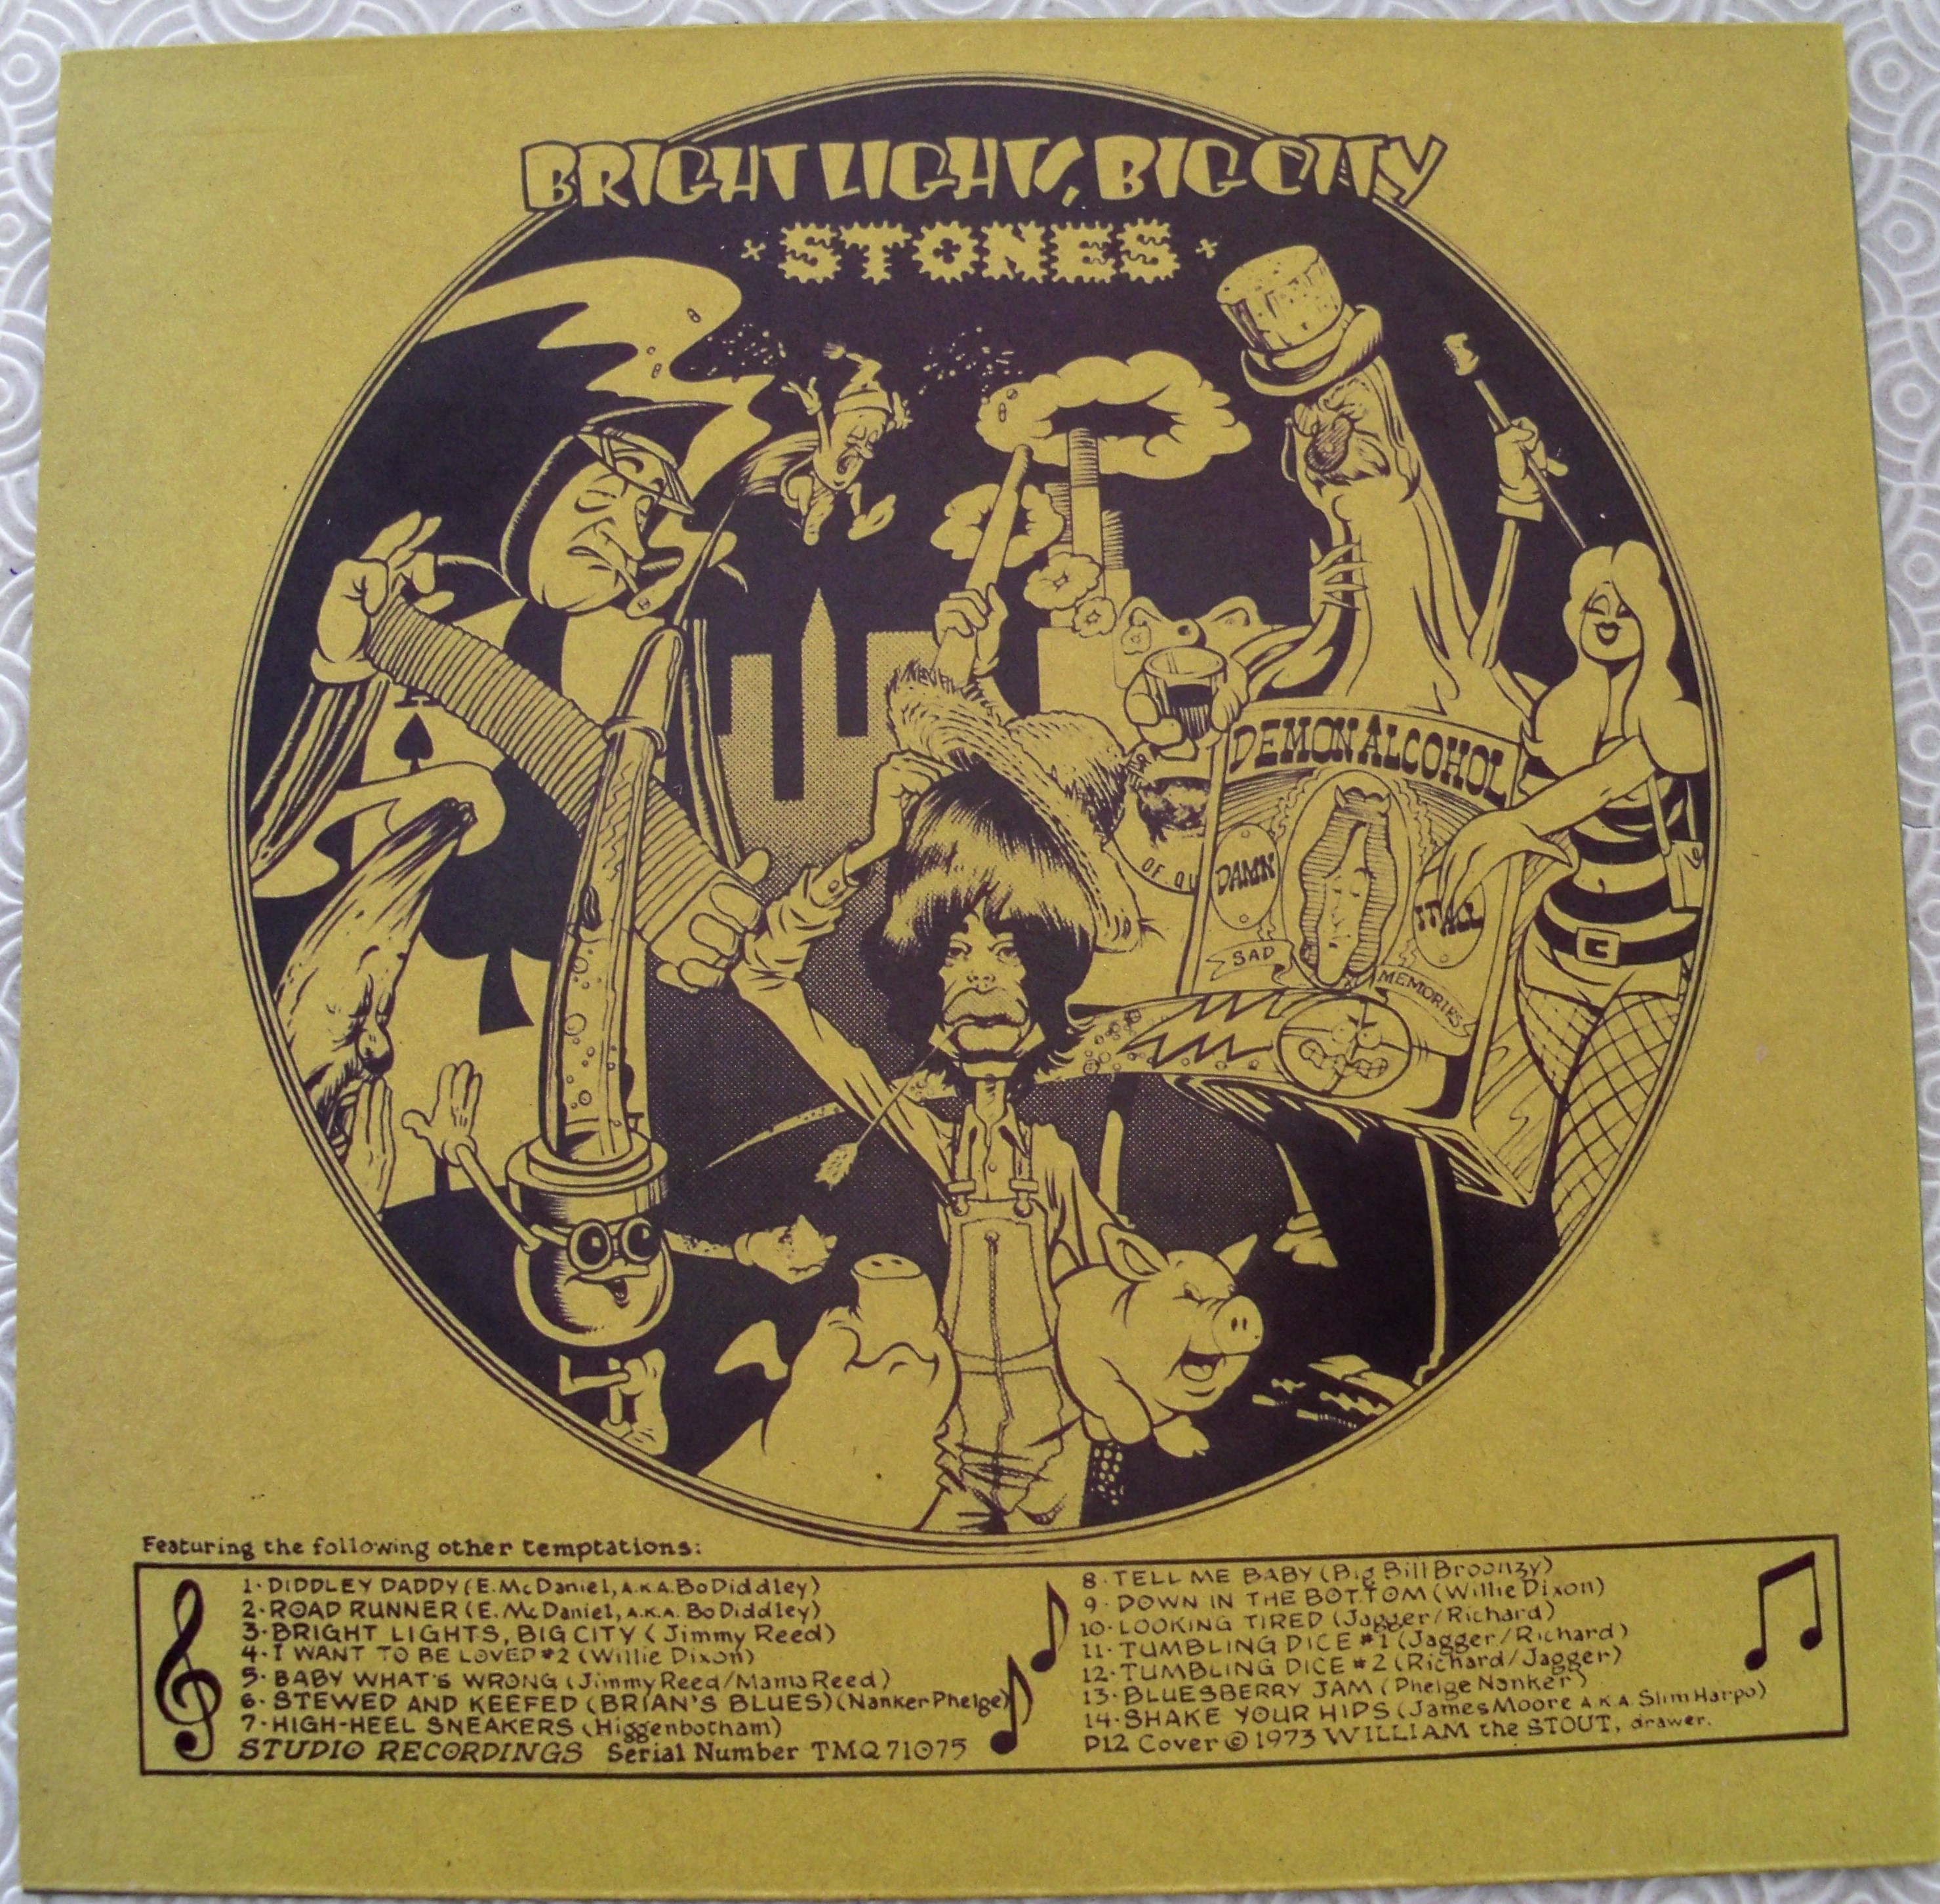 BRIGHT LIGHTS, BIG CITY
STONES
DEMON ALCOHOL
OF QU
DAMN
IT ALL
SAD
MEMORIES
Featuring the following other temptations:
1·DIDDLEY DADDY (E. McDaniel, A.K.A. Bo Diddley)
2·ROAD RUNNER (E. McDaniel, A.K.A. Bo Diddley)
3·BRIGHT LIGHTS, BIG CITY (Jimmy Reed)
4·I WANT TO BE LOVED #2 (Willie Dixon)
5·BABY WHAT'S WRONG (Jimmy Reed/Mama Reed)
6·STEWED AND KEEFED (BRIAN'S BLUES) (Nanker Phelge)
7·HIGH-HEEL SNEAKERS (Higgenbotham)
STUDIO RECORDINGS Serial Number TMQ 71075
8·TELL ME BABY (Big Bill Broonzy)
9·DOWN IN THE BOTTOM (Willie Dixon)
10·LOOKING TIRED (Jagger/Richard)
11·TUMBLING DICE #1 (Jagger/Richard)
12·TUMBLING DICE #2 (Richard/Jagger)
13·BLUESBERRY JAM (Phelge Nanker)
14·SHAKE YOUR HIPS (James Moore A.K.A. Slim Harpo)
D12 Cover © 1973 WILLIAM the STOUT, drawer.